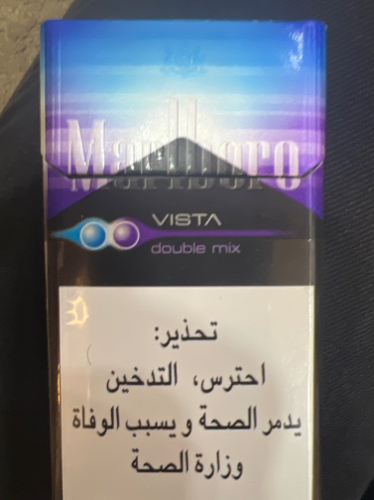 Marlboro
VISTA
double mix
تحذير:
احترس، التدخين
يدمر الصحة و يسبب الوفاة
وزارة الصحة